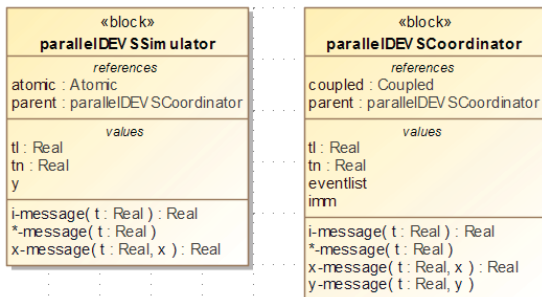 «block»
parallelDEVSSimulator
references
atomic : Atomic
parent : parallelDEVSCoordinator
values
tl : Real
tn : Real
y
i-message( t : Real ) : Real
*-message( t : Real )
x-message( t : Real, x ) : Real
«block»
parallelDEVSCoordinator
references
coupled : Coupled
parent : parallelDEVSCoordinator
values
tl : Real
tn : Real
eventlist
imm
i-message( t : Real ) : Real
*-message( t : Real )
x-message( t : Real, x ) : Real
y-message( t : Real, y )